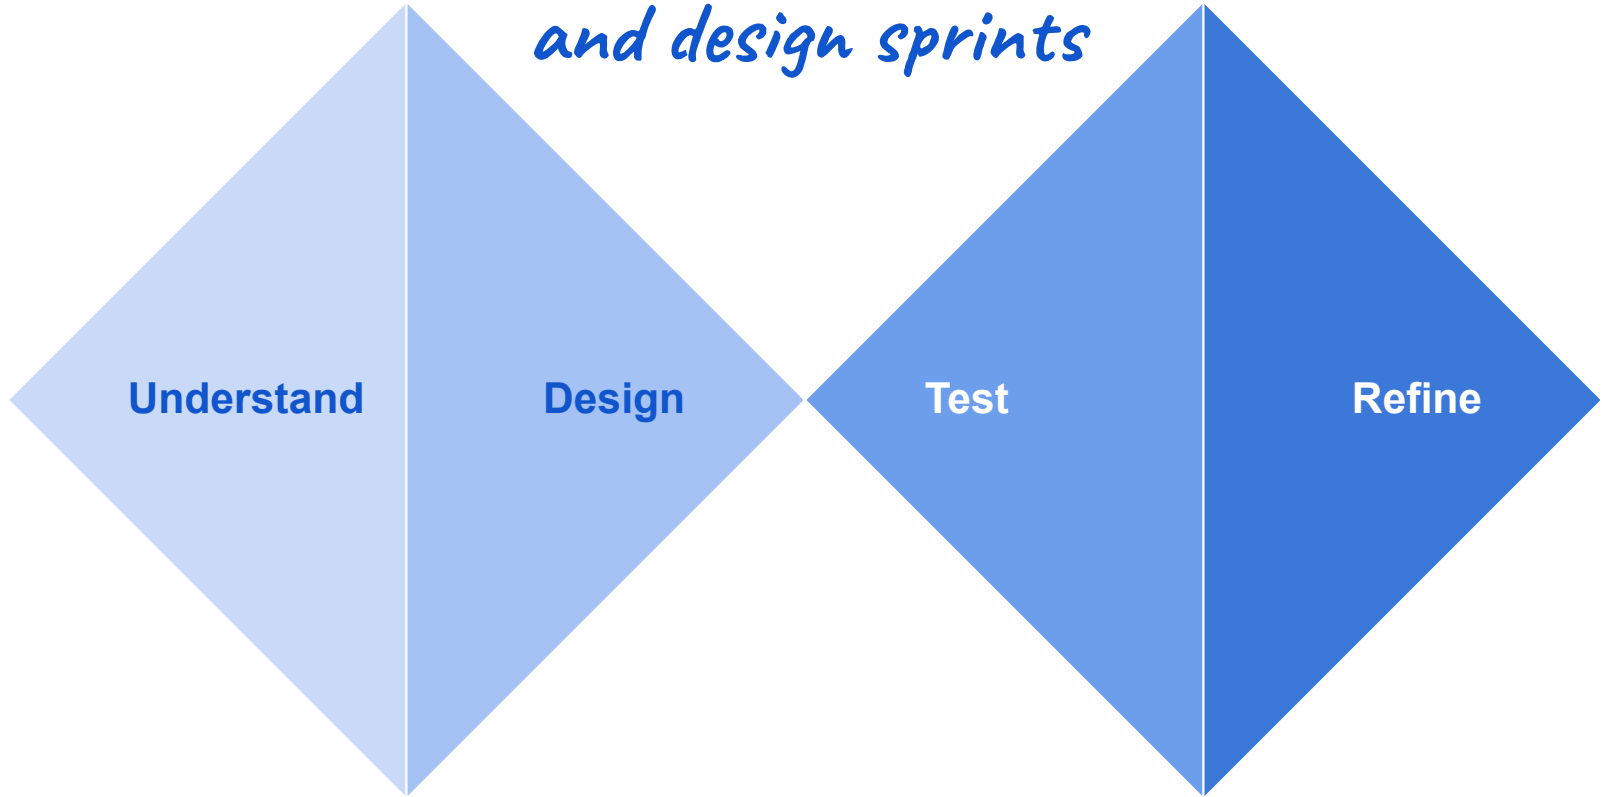 and design sprints
Understand
Design
Test
Refine